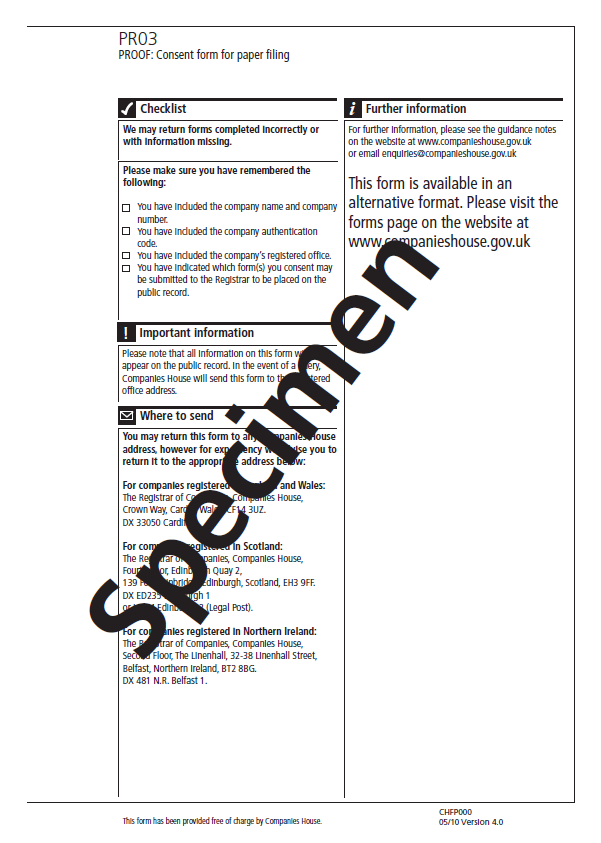 PR03
PROOF: Consent form for paper filing
Checklist
We may return forms completed incorrectly or
with information missing.
Please make sure you have remembered the
following:
You have included the company name and company
number.
You have included the company authentication
code.
You have included the company's registered office.
You have indicated which form(s) you consent may
be submitted to the Registrar to be placed on the
public record.
Important information
Please note that all information on this form
appear on the public record. In the event of a
Companies House will send this form to the registered
office address.
Where to send
You may return this form to any Companies House
address, however for expediency we advise you to
return it to the appropriate address below:
For companies registered in England and Wales:
The Registrar of Companies, Companies House,
Crown Way, Cardiff, Wales, CF14 3UZ.
DX 33050 Cardiff.
For companies registered in Scotland:
The Registrar of Companies, Companies House,
Fourth floor, Edinburgh Quay 2,
139 Fountainbridge, Edinburgh, Scotland, EH3 9FF.
DX ED235 Edinburgh 1
or Edinburgh 2 (Legal Post).
For companies registered in Northern Ireland:
The Registrar of Companies, Companies House,
Second Floor, The Linenhall, 32-38 Linenhall Street,
Belfast, Northern Ireland, BT2 8BG.
DX 481 N.R. Belfast 1.
Further information
For further information, please see the guidance notes
on the website at www.companieshouse.gov.uk
or email enquiries@companieshouse.gov.uk
This form is available in an
alternative format. Please visit the
forms page on the website at
www.companieshouse.gov.uk
Specimen
This form has been provided free of charge by Companies House.
CHFP000
05/10 Version 4.0